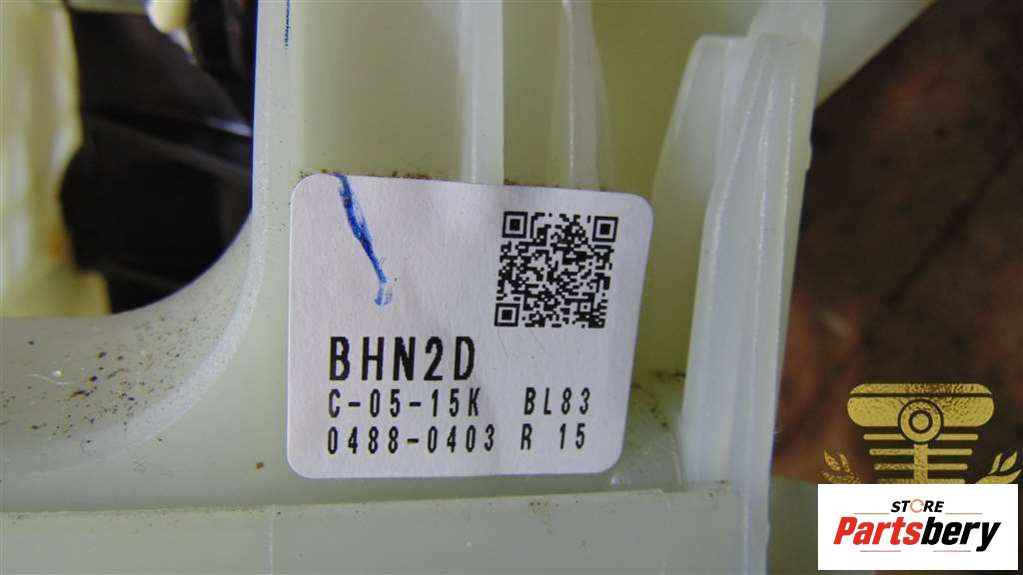 BHN2D
C-05-15K BL83
0488-0403 R 15
STORE
Partsbery